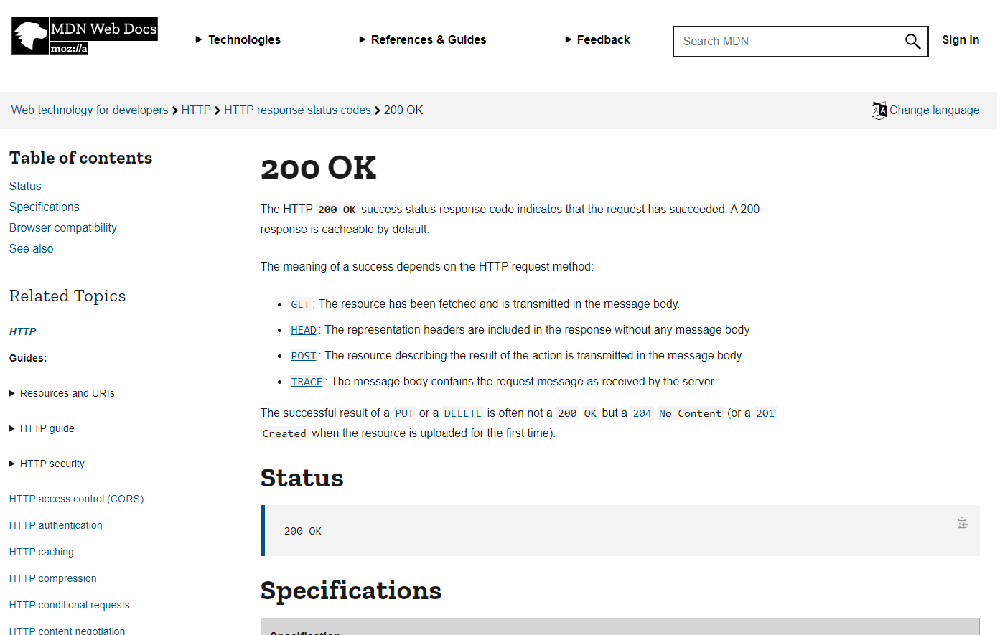 MDN Web Docs
moz://a
Technologies
References & Guides
Feedback
Search MDN
Sign in
Web technology for developers
HTTP
HTTP response status codes
200 OK
Change language
Table of contents
Status
Specifications
Browser compatibility
See also
Related Topics
HTTP
Guides:
Resources and URIs
HTTP guide
HTTP security
HTTP access control (CORS)
HTTP authentication
HTTP caching
HTTP compression
HTTP conditional requests
HTTP content negotiation
200 OK
The HTTP 200 OK success status response code indicates that the request has succeeded. A 200
response is cacheable by default.
The meaning of a success depends on the HTTP request method:
• GET: The resource has been fetched and is transmitted in the message body.
• HEAD: The representation headers are included in the response without any message body
• POST: The resource describing the result of the action is transmitted in the message body
• TRACE: The message body contains the request message as received by the server.
The successful result of a PUT or a DELETE is often not a 200 OK but a 204 No Content (or a 201
Created when the resource is uploaded for the first time).
Status
200 OK
Specifications
Specification